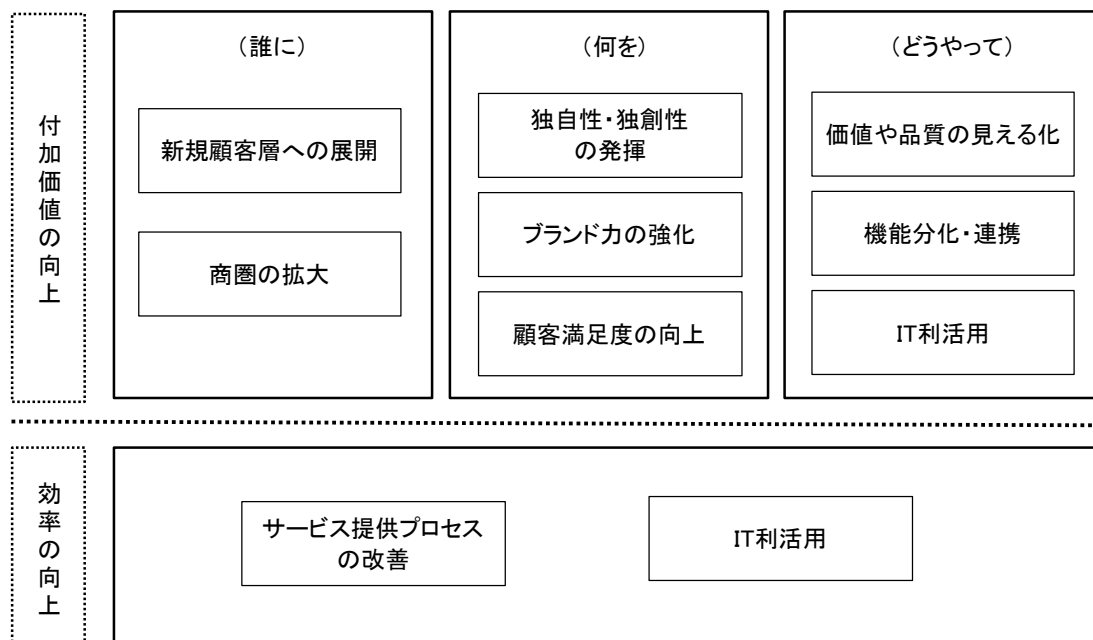 付加価値の向上
(誰に)
新規顧客層への展開
商圏の拡大
(何を)
独自性・独創性
の発揮
ブランド力の強化
顧客満足度の向上
(どうやって)
価値や品質の見える化
機能分化・連携
IT利活用
効率の向上
サービス提供プロセス
の改善
IT利活用